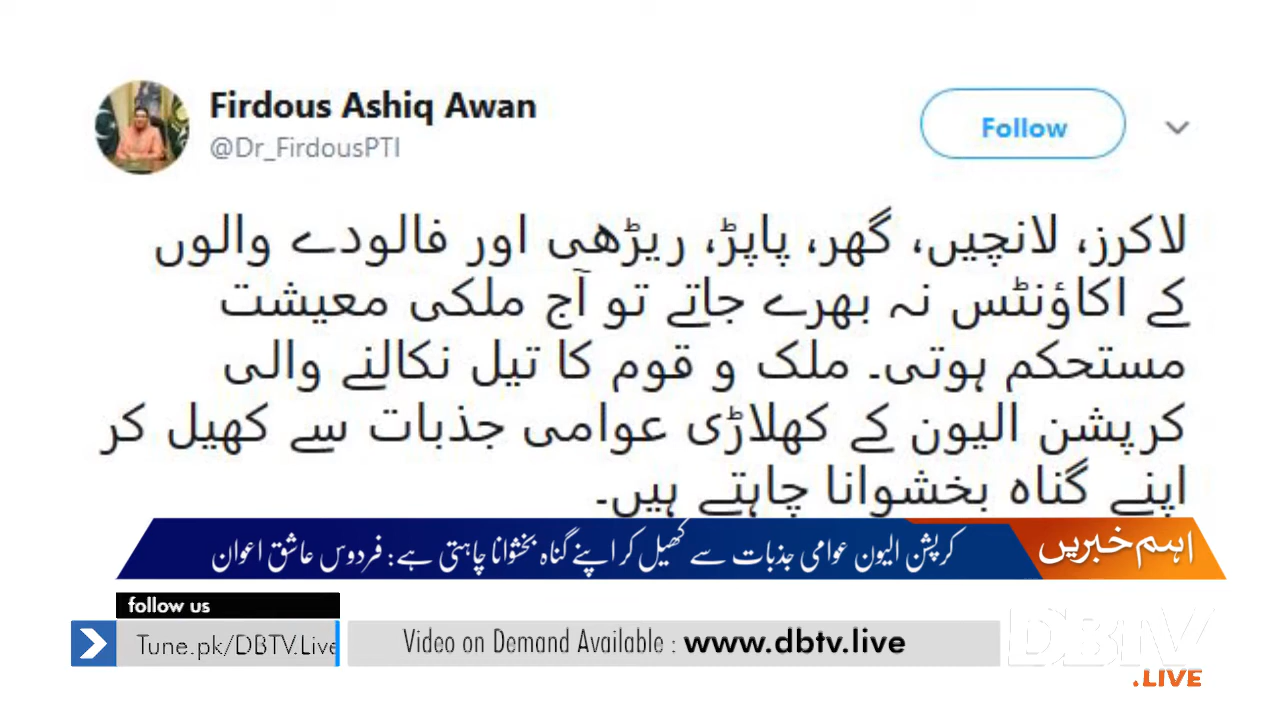 Firdous Ashiq Awan
@Dr_FirdousPTI
Follow
لاکرز، لانچیں، گھر، پاپڑ، ریڑھی اور فالودے والوں
کے اکاؤنٹس نہ بھرے جاتے تو آج ملکی معیشت
مستحکم ہوتی۔ ملک و قوم کا تیل نکالنے والی
کرپشن الیون کے کھلاڑی عوامی جذبات سے کھیل کر
اپنے گناہ بخشوانا چاہتے ہیں۔
اہم خبریں
کرپشن الیون عوامی جذبات سے کھیل کر اپنے گناہ بخشوانا چاہتی ہے: فردوس عاشق اعوان
follow us
Tune.pk/DBTV.Live
Video on Demand Available : www.dbtv.live
DBTV
.LIVE